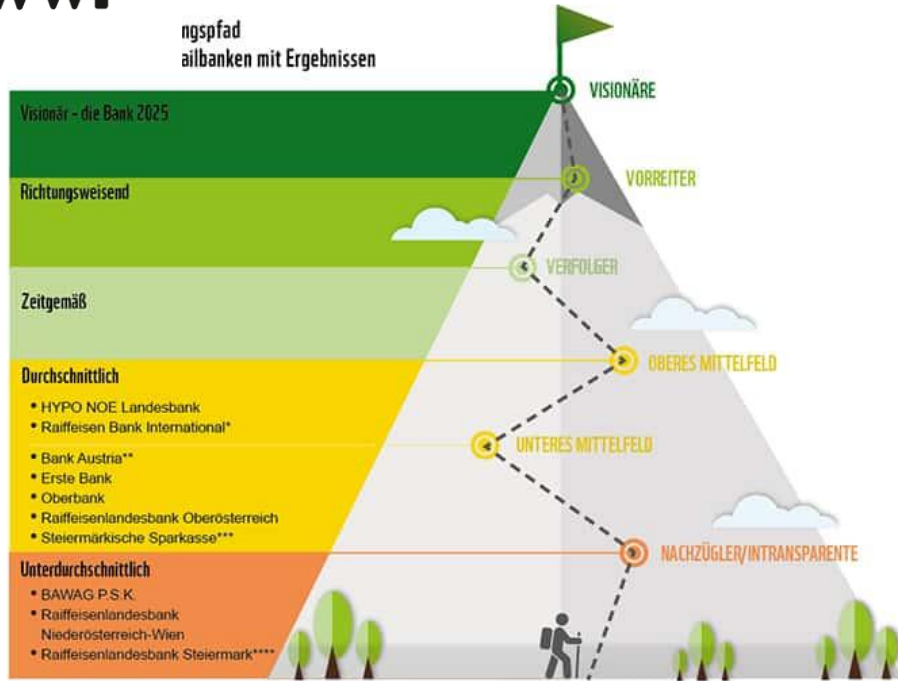 ngspfad
ailbanken mit Ergebnissen
VISIONÄRE
Visionär – die Bank 2025
VORREITER
Richtungsweisend
VERFOLGER
Zeitgemäß
OBERES MITTELFELD
Durchschnittlich
• HYPO NOE Landesbank
• Raiffeisen Bank International*
UNTERES MITTELFELD
• Bank Austria**
• Erste Bank
• Oberbank
• Raiffeisenlandesbank Oberösterreich
• Steiermärkische Sparkasse***
NACHZÜGLER/INTRANSPARENTE
Unterdurchschnittlich
• BAWAG P.S.K.
• Raiffeisenlandesbank
Niederösterreich-Wien
• Raiffeisenlandesbank Steiermark****